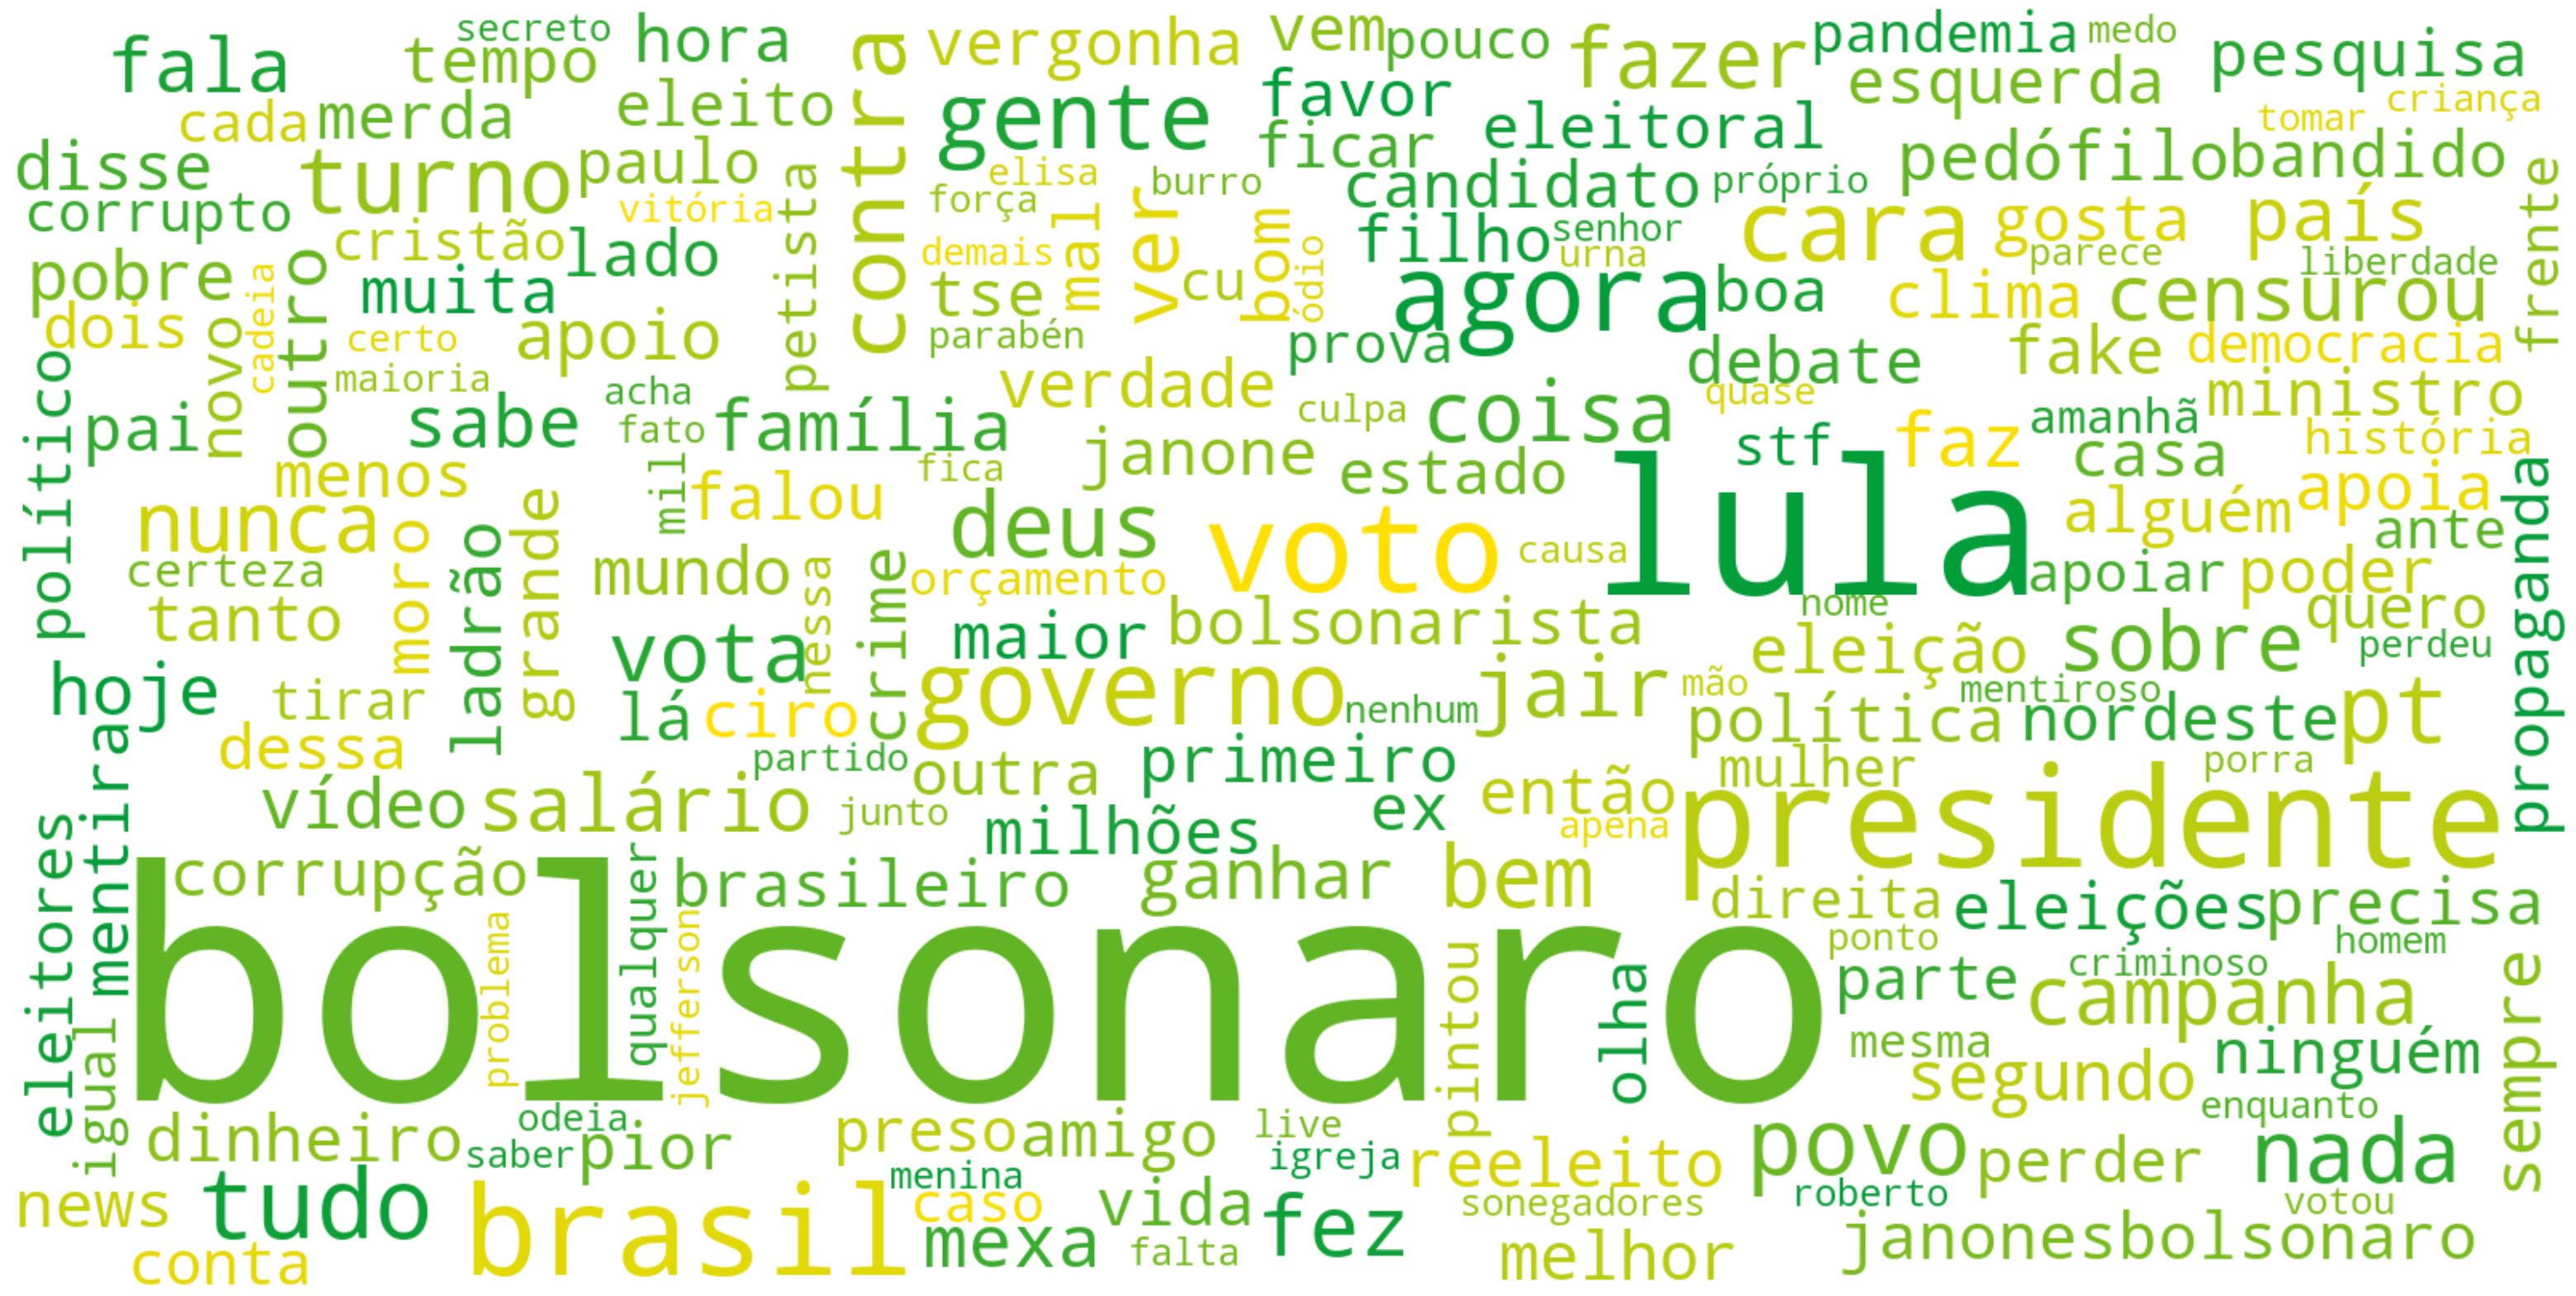 secreto
hora
fala
tempo
contra
vergonha
vem
pouco
fazer
pandemia
medo
pesquisa
cada
merda
eleito
gente
favor
esquerda
criança
tomar
disse
turno
paulo
ficar
eleitoral
pedófilo
bandido
corrupto
vitória
petista
elisa
burro
força
candidato
próprio
cara
gosta
país
frente
pobre
cristão
lado
outro
muita
demais
mal
ver
bom
filho
senhor
urna
parece
liberdade
dois
cadeia
novo
certo
apoio
tse
cu
ódio
agora
boa
clima
censurou
parabén
prova
debate
fake
democracia
político
maioria
acha
verdade
quase
ministro
pai
sabe
fato
família
culpa
coisa
stf
faz
amanhã
história
menos
mil
fica
janone
estado
lula
casa
apoia
nunca
moro
ladrão
grande
falou
deus
voto
causa
alguém
ante
propaganda
certeza
mundo
nessa
crime
orçamento
apoiar
poder
tanto
vota
maior
bolsonarista
nome
quero
eleição
sobre
perdeu
hoje
tirar
lá
ciro
governo
nenhum
jair
mão
mentiroso
política
nordeste
pt
dessa
partido
outra
primeiro
mulher
porra
mentira
vídeo
salário
junto
milhões
ex
então
apena
presidente
eleitores
corrupção
qualquer
brasileiro
ganhar
bem
direita
eleições
precisa
bolsonaro
problema
jefferson
pintou
olha
ponto
homem
parte
criminoso
campanha
sempre
igual
mesma
segundo
ninguém
dinheiro
odeia
saber
pior
preso
amigo
live
igreja
reeleito
povo
perder
enquanto
nada
news
tudo
brasil
menina
caso
vida
fez
sonegadores
roberto
votou
conta
mexa
falta
melhor
janonesbolsonaro